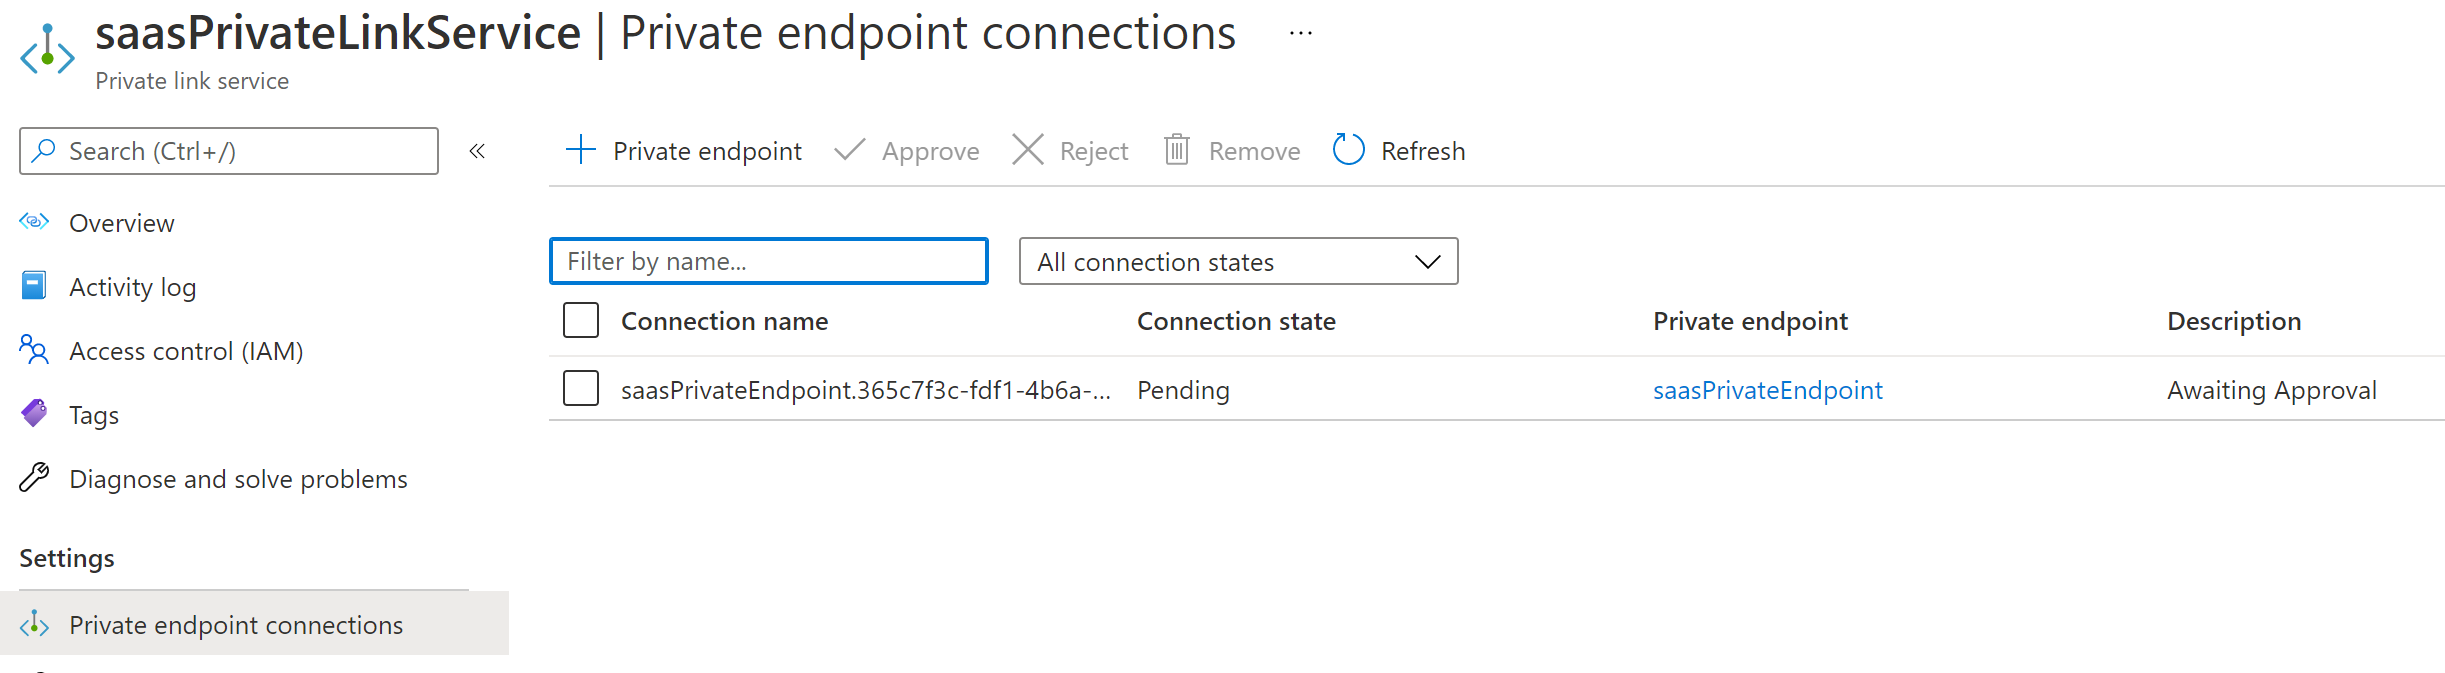 saasPrivateLinkService | Private endpoint connections ...
Private link service
Search (Ctrl+/) «
Overview
Activity log
Access control (IAM)
Tags
Diagnose and solve problems
Settings
Private endpoint connections
Private endpoint Approve Reject Remove Refresh
Filter by name... All connection states
Connection name Connection state Private endpoint Description
saasPrivateEndpoint.365c7f3c-fdf1-4b6a-... Pending saasPrivateEndpoint Awaiting Approval